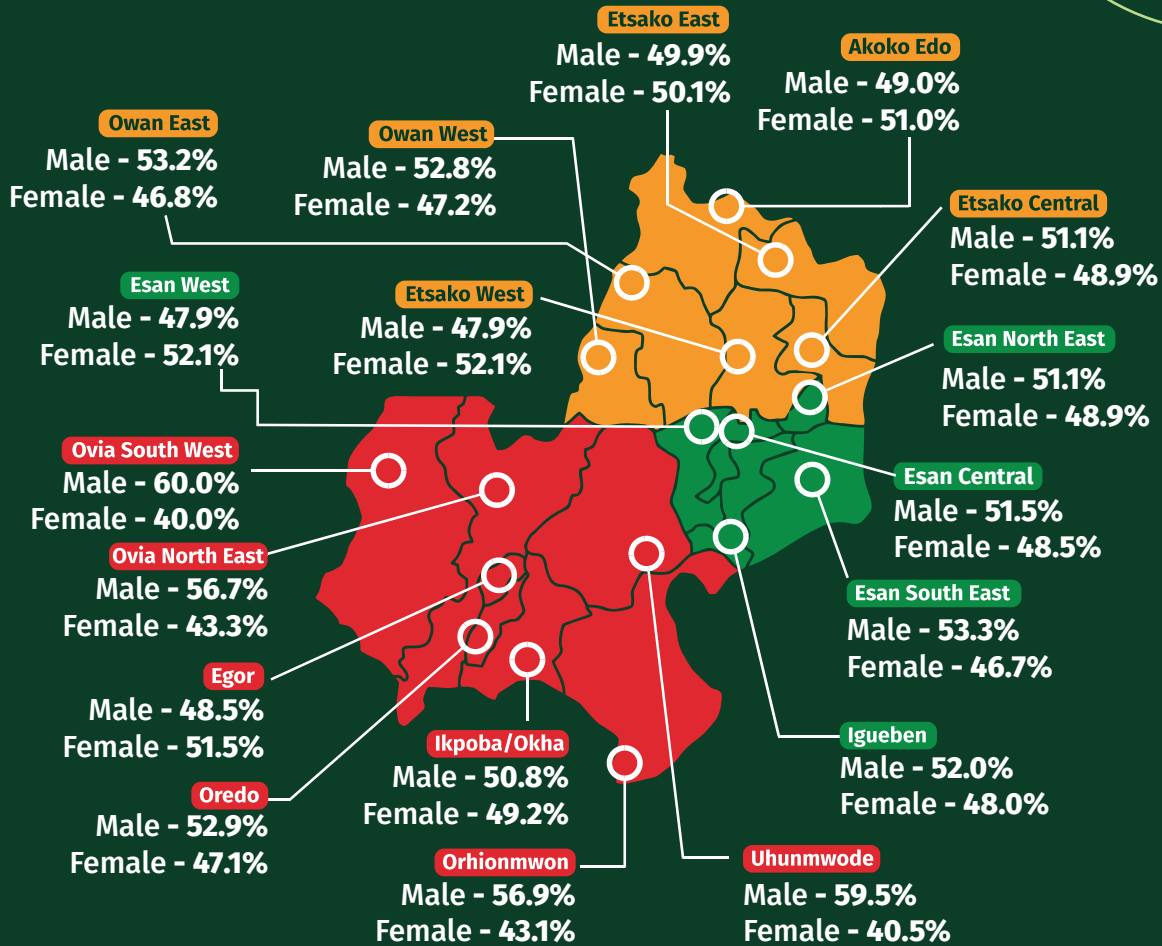 Etsako East
Male - 49.9%
Female - 50.1%
Akoko Edo
Male - 49.0%
Female - 51.0%
Owan East
Male - 53.2%
Female - 46.8%
Owan West
Male - 52.8%
Female - 47.2%
Etsako Central
Male - 51.1%
Female - 48.9%
Esan West
Male - 47.9%
Female - 52.1%
Etsako West
Male - 47.9%
Female - 52.1%
Esan North East
Male - 51.1%
Female - 48.9%
Ovia South West
Male - 60.0%
Female - 40.0%
Esan Central
Male - 51.5%
Female - 48.5%
Ovia North East
Male - 56.7%
Female - 43.3%
Esan South East
Male - 53.3%
Female - 46.7%
Egor
Male - 48.5%
Female - 51.5%
Ikpoba/Okha
Male - 50.8%
Female - 49.2%
Igueben
Male - 52.0%
Female - 48.0%
Oredo
Male - 52.9%
Female - 47.1%
Orhionmwon
Male - 56.9%
Female - 43.1%
Uhunmwode
Male - 59.5%
Female - 40.5%